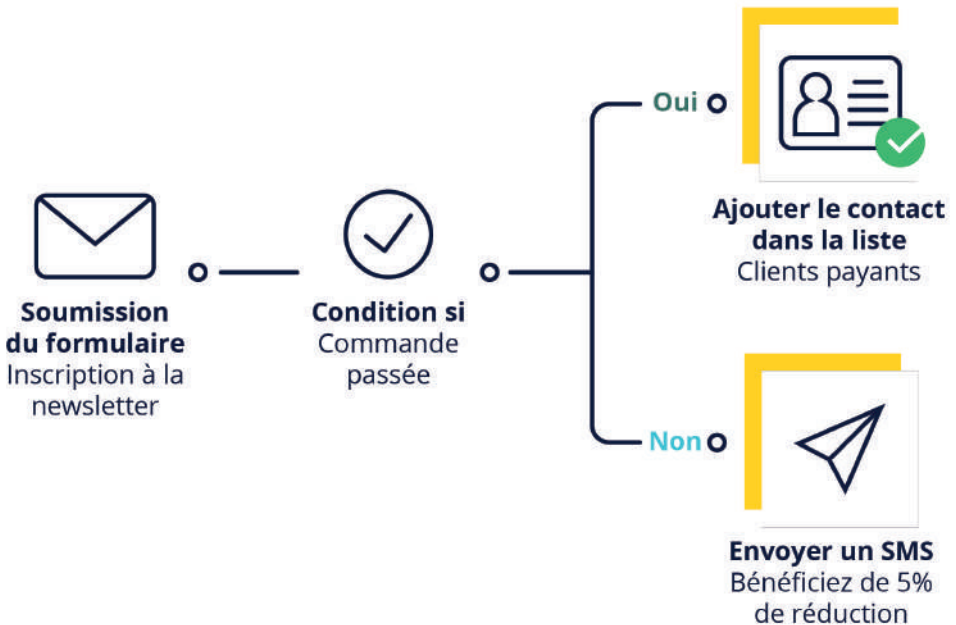 Soumission
du formulaire
Inscription à la
newsletter
Condition si
Commande
passée
Oui
Ajouter le contact
dans la liste
Clients payants
Non
Envoyer un SMS
Bénéficiez de 5%
de réduction